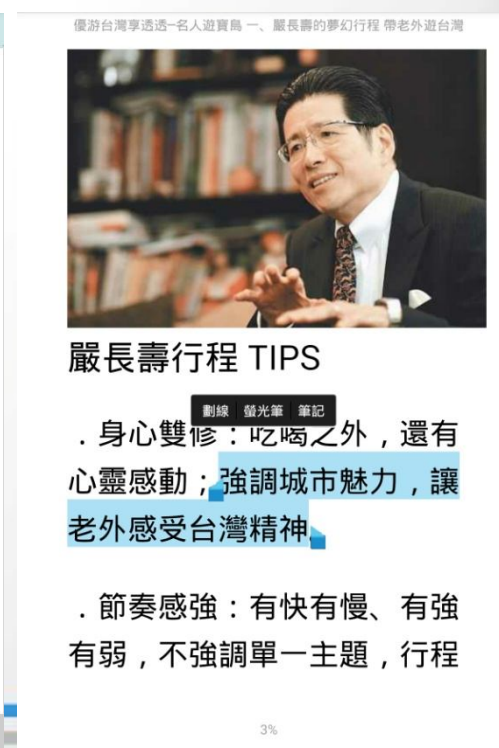 優游台灣享透透─名人遊寶島 一、嚴長壽的夢幻行程 帶老外遊台灣
嚴長壽行程 TIPS
劃線 螢光筆 筆記
．身心雙修：吃喝之外，還有
心靈感動；強調城市魅力，讓
老外感受台灣精神。
．節奏感強：有快有慢、有強
有弱，不強調單一主題，行程
3%